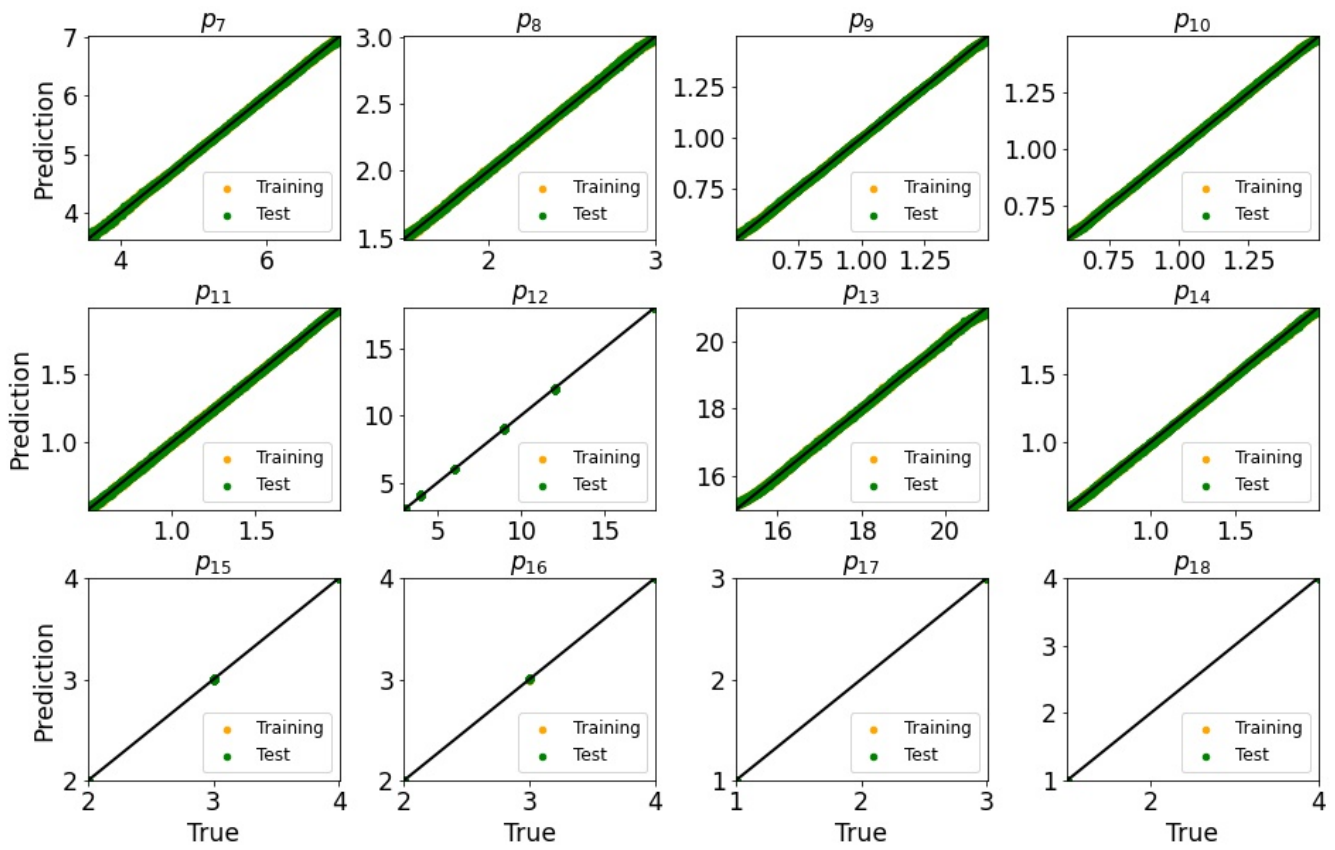 p7 p8 p9 p10
Prediction
7
6
5
4
4 6
Training
Test
3.0
2.5
2.0
1.5
2 3
Training
Test
1.25
1.00
0.75
0.75 1.00 1.25
Training
Test
1.25
1.00
0.75
0.75 1.00 1.25
Training
Test
p11 p12 p13 p14
Prediction
1.5
1.0
1.0 1.5
Training
Test
15
10
5
5 10 15
Training
Test
20
18
16
16 18 20
Training
Test
1.5
1.0
1.0 1.5
Training
Test
p15 p16 p17 p18
Prediction
4
3
2
2 3 4
True
Training
Test
4
3
2
2 3 4
True
Training
Test
3
2
1
1 2 3
True
Training
Test
4
3
2
1
2 4
True
Training
Test